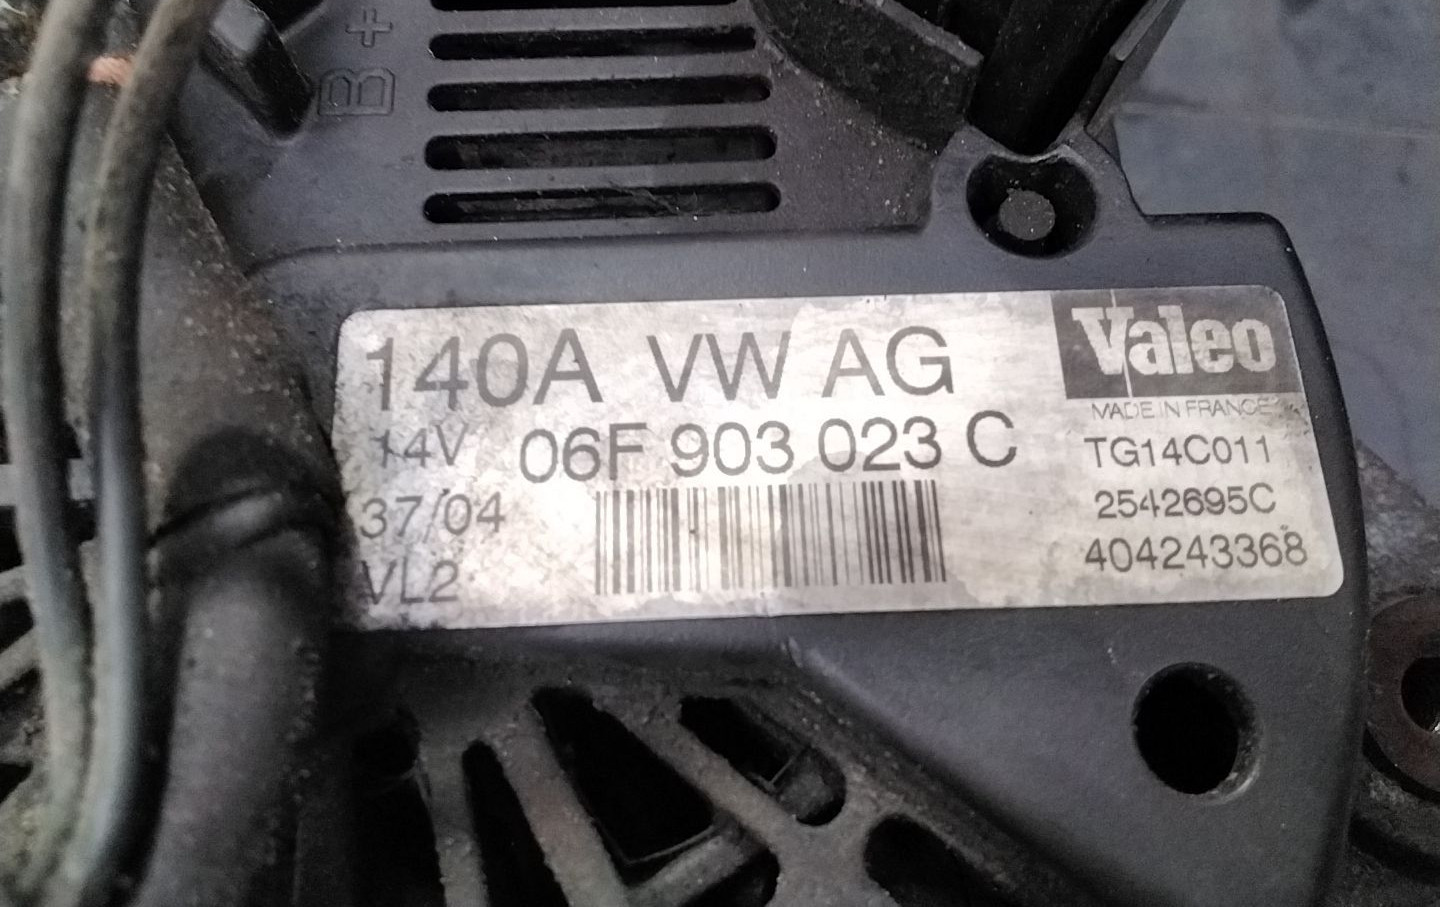 B+
140A VW AG
Valeo
MADE IN FRANCE
14V 06F 903 023 C
TG14C011
37/04
2542695C
VL2
404243368